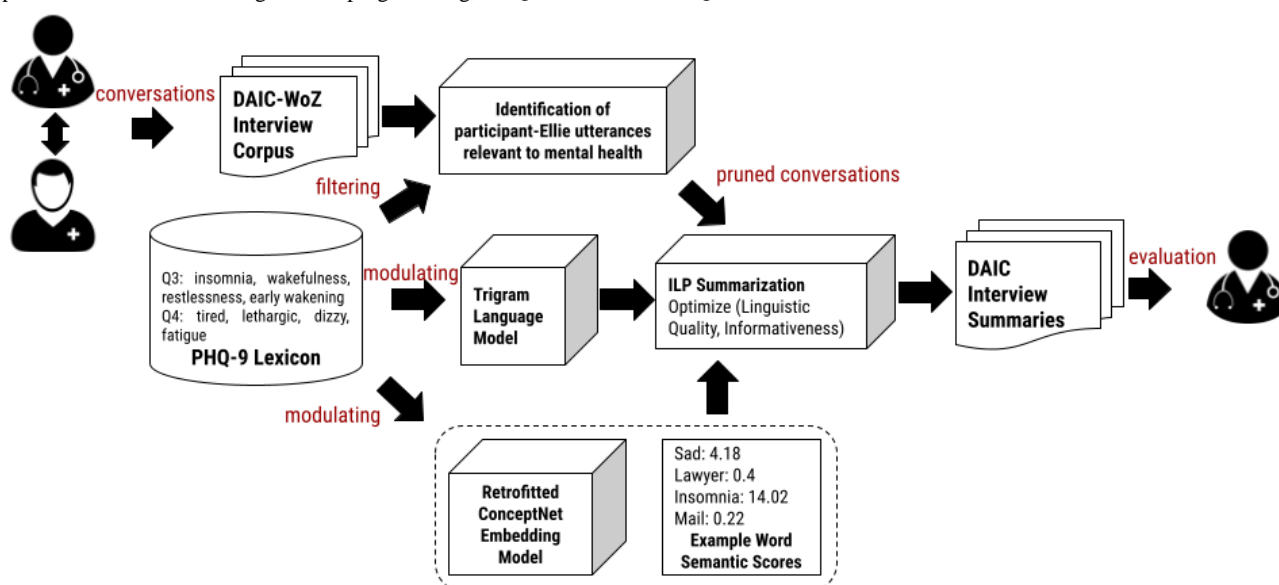 conversations
DAIC-WoZ
Interview
Corpus
Identification of
participant-Ellie utterances
relevant to mental health
filtering
pruned conversations
Q3: insomnia, wakefulness,
restlessness, early wakening
Q4: tired, lethargic, dizzy,
fatigue
PHQ-9 Lexicon
modulating
Trigram
Language
Model
ILP Summarization
Optimize (Linguistic
Quality, Informativeness)
DAIC
Interview
Summaries
evaluation
modulating
Retrofitted
ConceptNet
Embedding
Model
Sad: 4.18
Lawyer: 0.4
Insomnia: 14.02
Mail: 0.22
Example Word
Semantic Scores